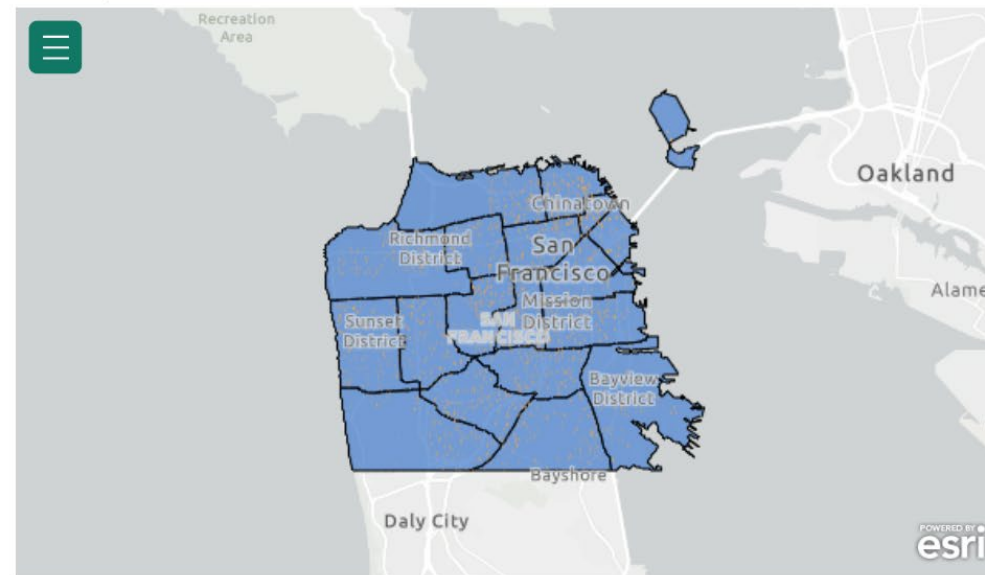 Recreation
Area
Oakland
Chinatown
Richmond
District
San
Francisco
Alame
Mission
District
Sunset
District
SAN
FRANCISCO
Bayview
District
Bayshore
Daly City
POWERED BY
esri